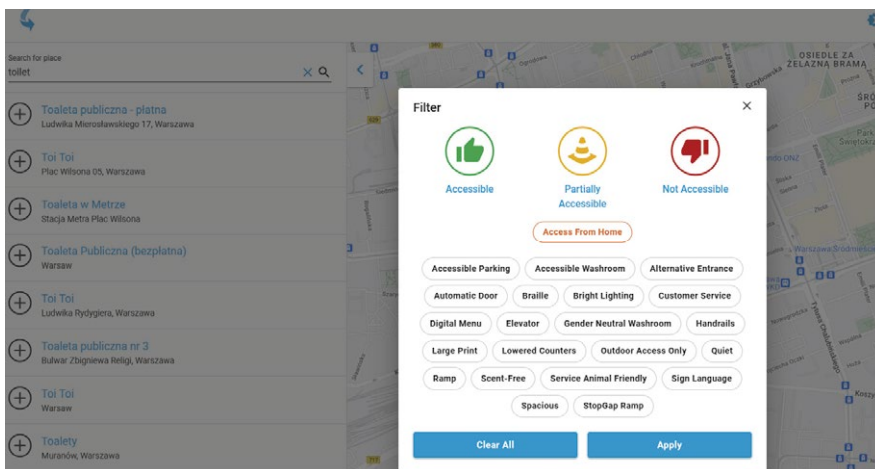 Search for place
toilet
Toaleta publiczna - płatna
Ludwika Mierosławskiego 17, Warszawa
Toi Toi
Plac Wilsona 05, Warszawa
Toaleta w Metrze
Stacja Metra Plac Wilsona
Toaleta Publiczna (bezpłatna)
Warsaw
Toi Toi
Ludwika Rydygiera, Warszawa
Toaleta publiczna nr 3
Bulwar Zbigniewa Religi, Warszawa
Toi Toi
Warsaw
Toalety
Muranów, Warszawa
OSIEDLE ZA
ŻELAZNĄ BRAMĄ
Filter
Accessible
Partially
Accessible
Not Accessible
Access From Home
Accessible Parking
Accessible Washroom
Alternative Entrance
Automatic Door
Braille
Bright Lighting
Customer Service
Digital Menu
Elevator
Gender Neutral Washroom
Handrails
Large Print
Lowered Counters
Outdoor Access Only
Quiet
Ramp
Scent-Free
Service Animal Friendly
Sign Language
Spacious
StopGap Ramp
Clear All
Apply
Park
Złota